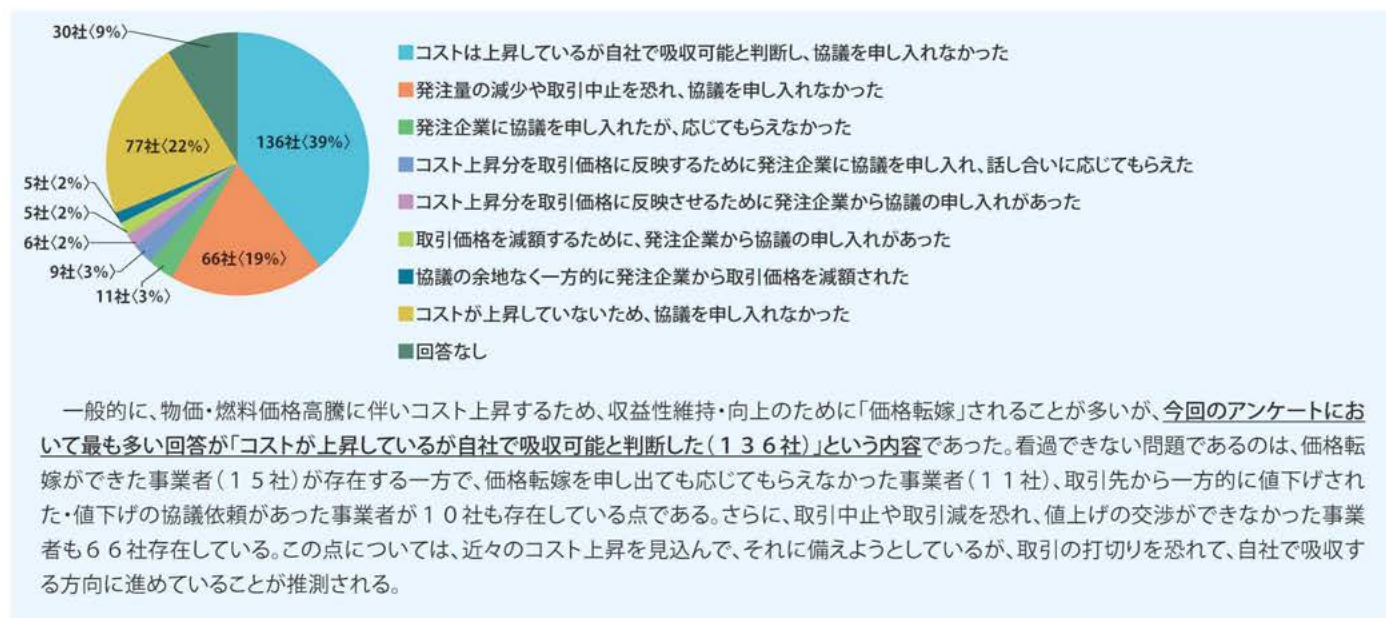 30社〈9%〉
136社〈39%〉
77社〈22%〉
5社〈2%〉
5社〈2%〉
6社〈2%〉
9社〈3%〉
11社〈3%〉
66社〈19%〉
コストは上昇しているが自社で吸収可能と判断し、協議を申し入れなかった
発注量の減少や取引中止を恐れ、協議を申し入れなかった
発注企業に協議を申し入れたが、応じてもらえなかった
コスト上昇分を取引価格に反映するために発注企業に協議を申し入れ、話し合いに応じてもらえた
コスト上昇分を取引価格に反映させるために発注企業から協議の申し入れがあった
取引価格を減額するために、発注企業から協議の申し入れがあった
協議の余地なく一方的に発注企業から取引価格を減額された
コストが上昇していないため、協議を申し入れなかった
回答なし
一般的に、物価・燃料価格高騰に伴いコスト上昇するため、収益性維持・向上のために「価格転嫁」されることが多いが、今回のアンケートにお
いて最も多い回答が「コストが上昇しているが自社で吸収可能と判断した(136社)」という内容であった。看過できない問題であるのは、価格転
嫁ができた事業者(15社)が存在する一方で、価格転嫁を申し出ても応じてもらえなかった事業者(11社)、取引先から一方的に値下げされ
た・値下げの協議依頼があった事業者が10社も存在している点である。さらに、取引中止や取引減を恐れ、値上げの交渉ができなかった事業
者も66社存在している。この点については、近々のコスト上昇を見込んで、それに備えようとしているが、取引の打切りを恐れて、自社で吸収す
る方向に進めていることが推測される。